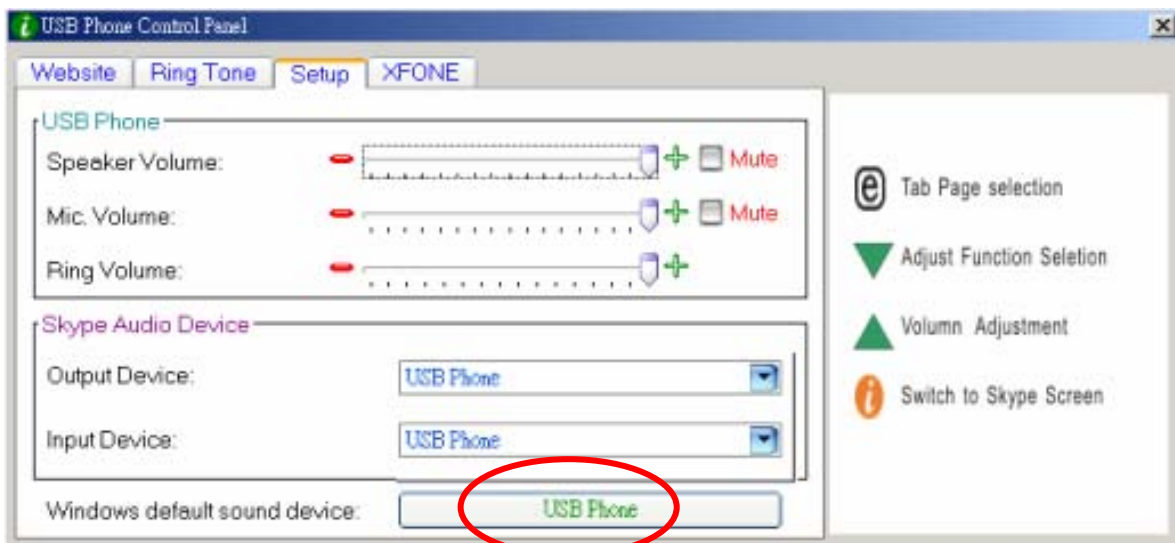 USB Phone Control Panel
Website Ring Tone Setup XFONE
USB Phone
Speaker Volume: Mute
Mic. Volume: Mute
Ring Volume:
Skype Audio Device
Output Device: USB Phone
Input Device: USB Phone
Windows default sound device: USB Phone
e Tab Page selection
Adjust Function Seletion
Volumn Adjustment
i Switch to Skype Screen